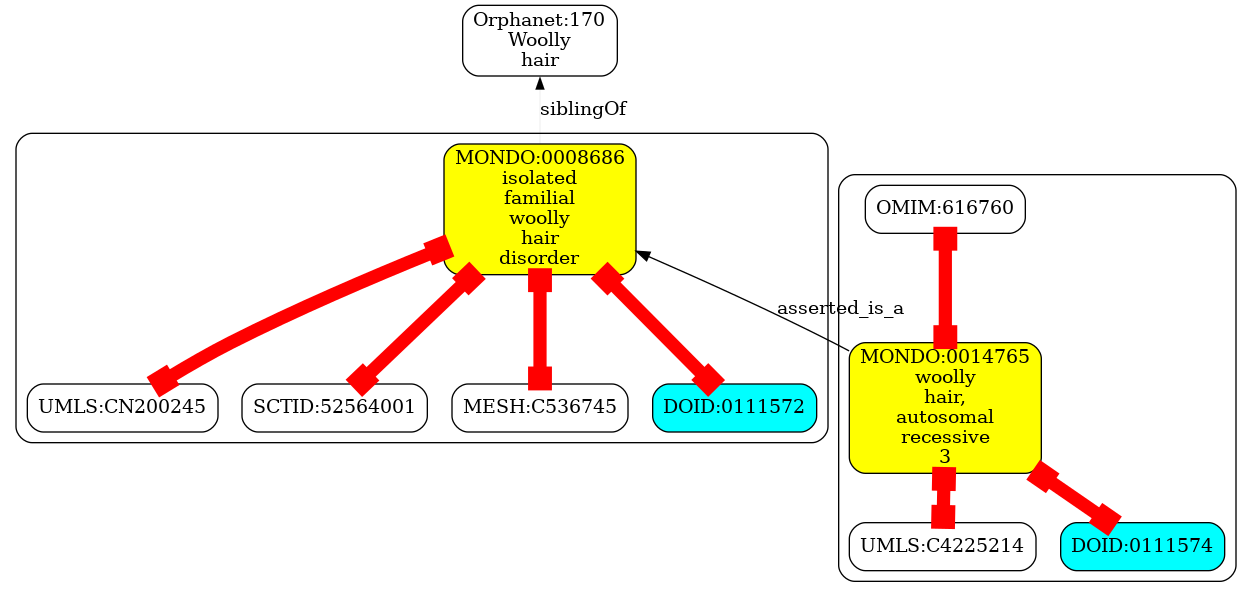 Orphanet:170
Woolly
hair
siblingOf
MONDO:0008686
isolated
familial
woolly
hair
disorder
OMIM:616760
asserted_is_a
MONDO:0014765
woolly
hair,
autosomal
recessive
3
UMLS:CN200245
SCTID:52564001
MESH:C536745
DOID:0111572
UMLS:C4225214
DOID:0111574